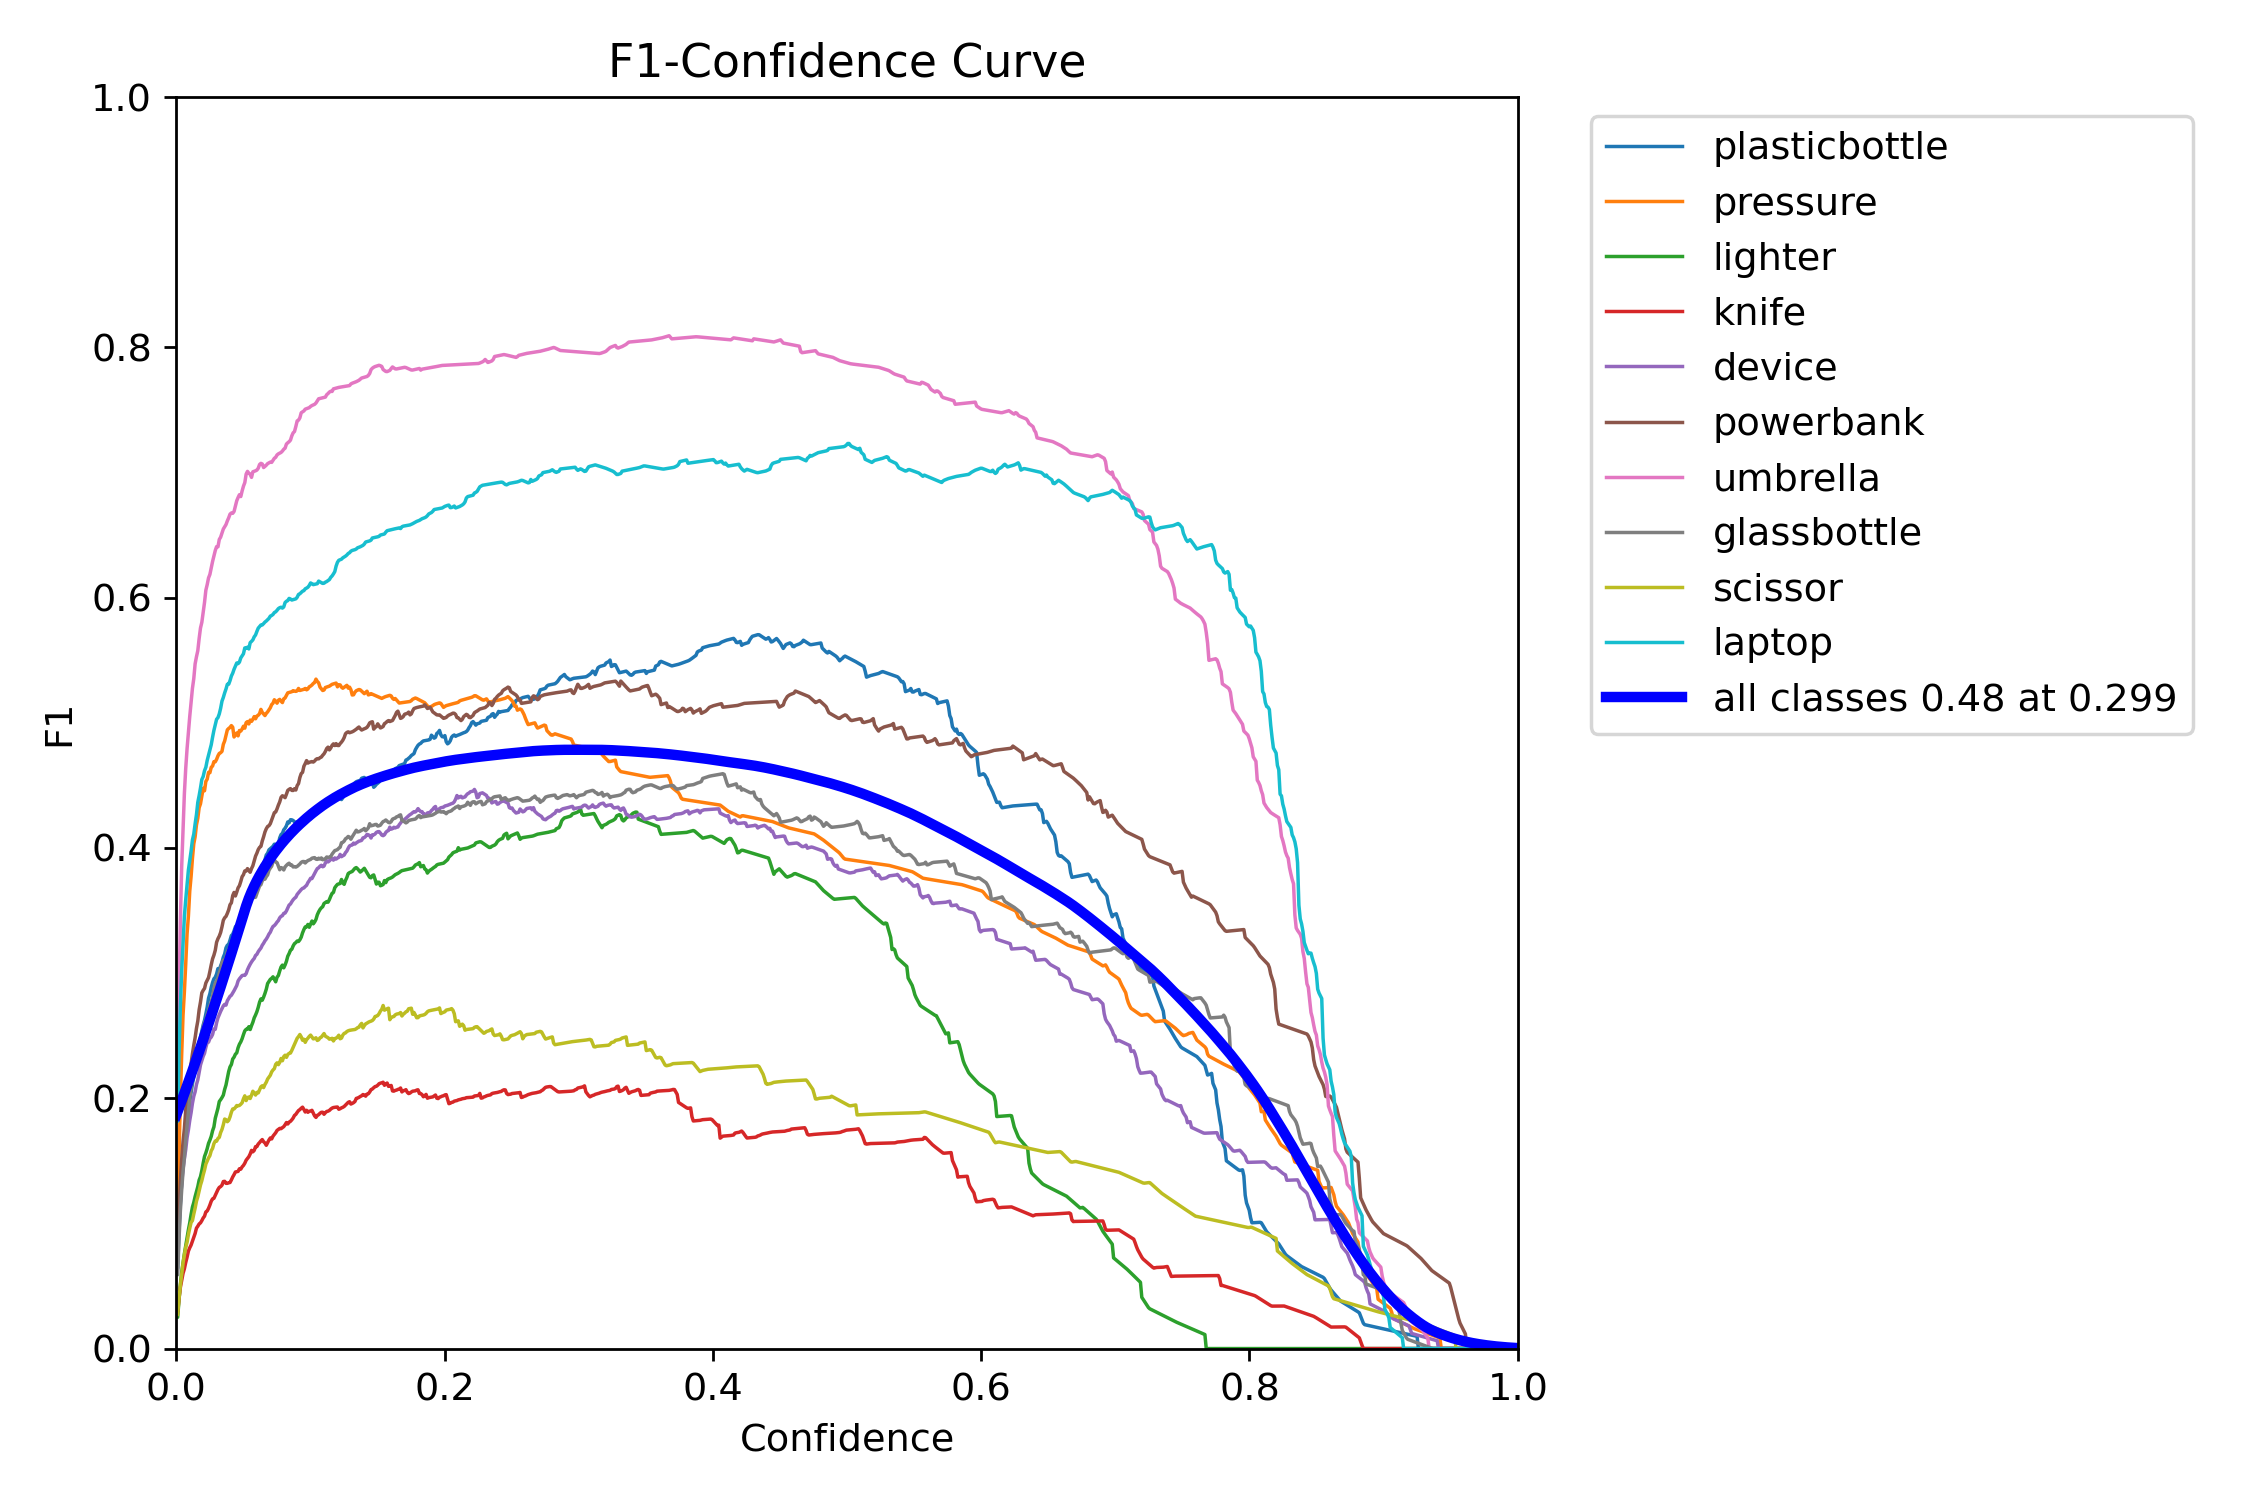 F1-Confidence Curve
1.0
0.8
0.6
0.4
0.2
0.0
F1
0.0 0.2 0.4 0.6 0.8 1.0
Confidence
plasticbottle
pressure
lighter
knife
device
powerbank
umbrella
glassbottle
scissor
laptop
all classes 0.48 at 0.299